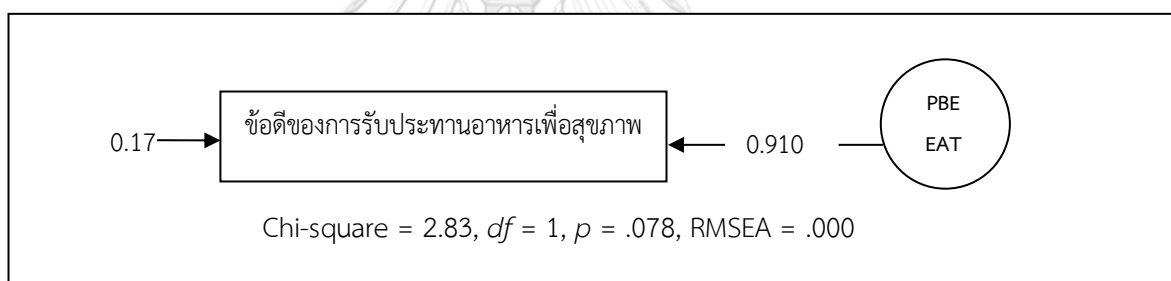 PBE
ข้อดีของการรับประทานอาหารเพื่อสุขภาพ
0.17
0.910
EAT
Chi-square = 2.83, df = 1, p = .078, RMSEA = .000